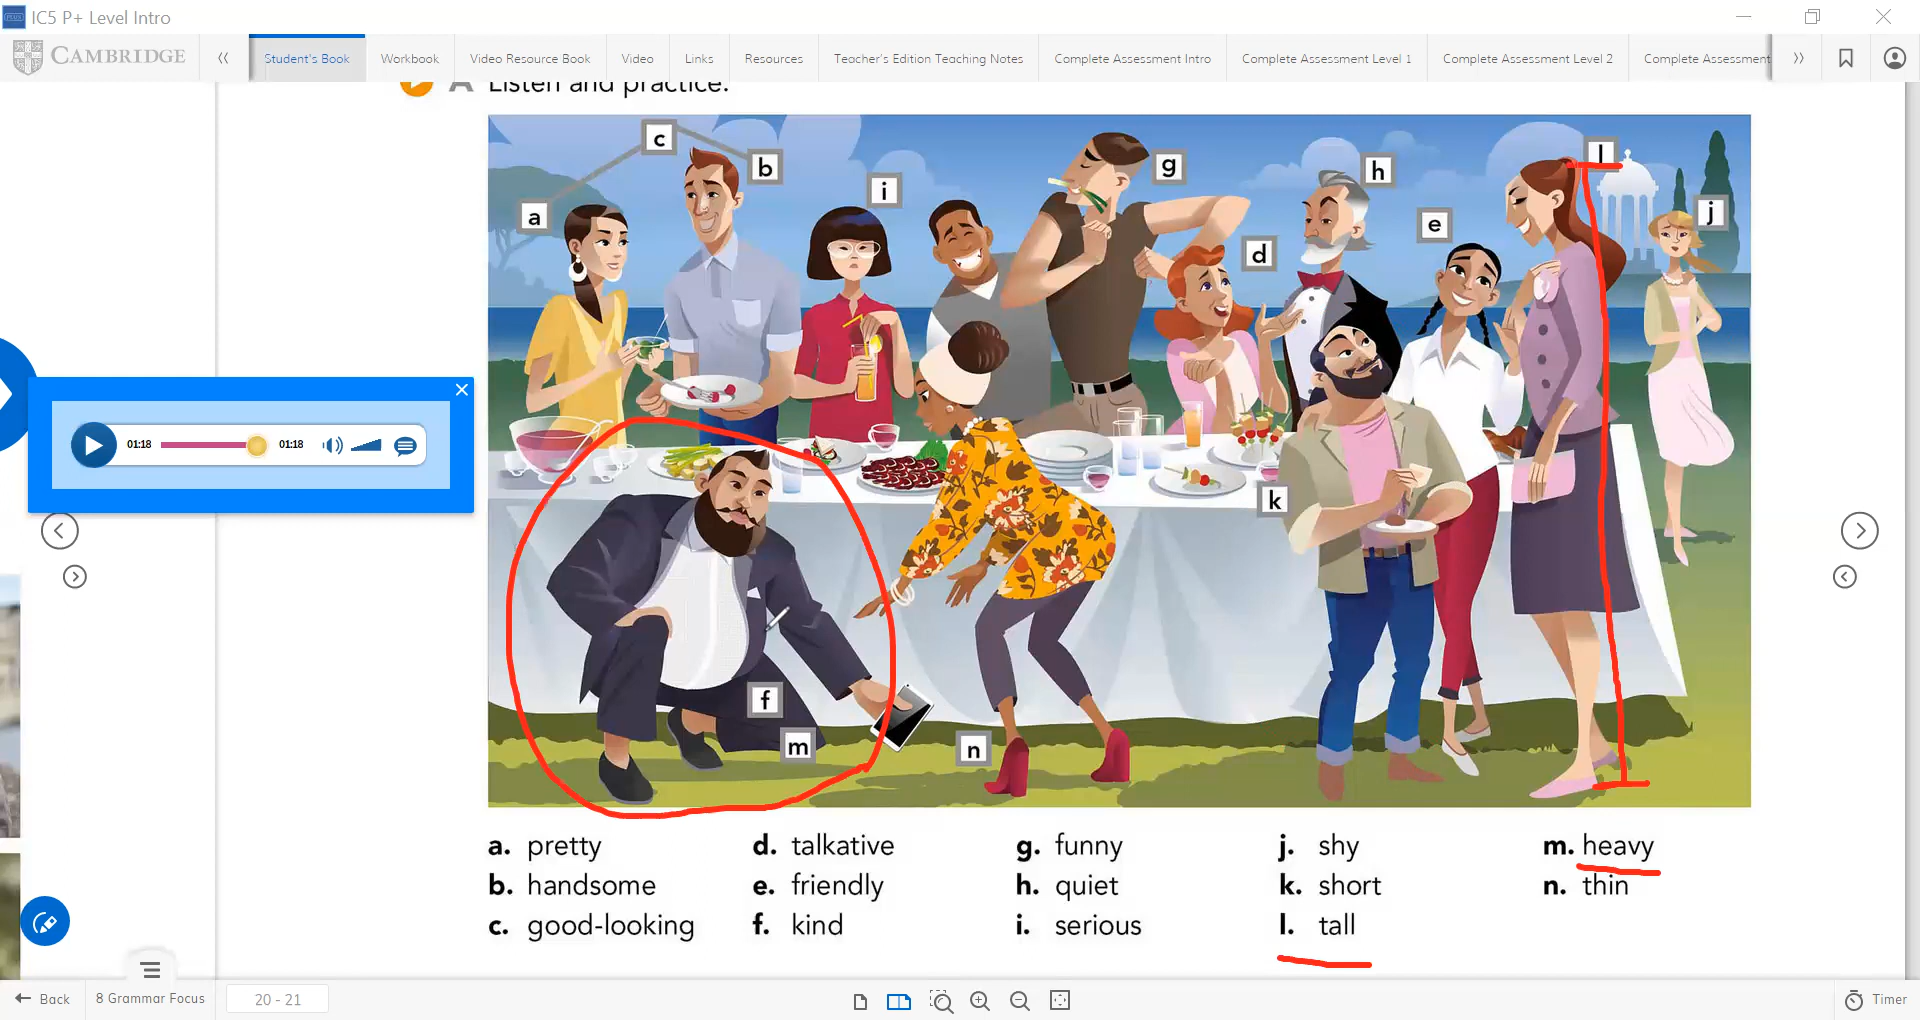 IC5 P+ Level Intro
CAMBRIDGE
Student's Book
Workbook
Video Resource Book
Video
Links
Resources
Teacher's Edition Teaching Notes
Complete Assessment Intro
Complete Assessment Level 1
Complete Assessment Level 2
Complete Assessment
A Listen and practice.
c
b
a
i
g
d
h
e
l
j
k
f
m
n
01:18
01:18
a. pretty
b. handsome
c. good-looking
d. talkative
e. friendly
f. kind
g. funny
h. quiet
i. serious
j. shy
k. short
l. tall
m. heavy
n. thin
Back
8 Grammar Focus
20 - 21
Timer